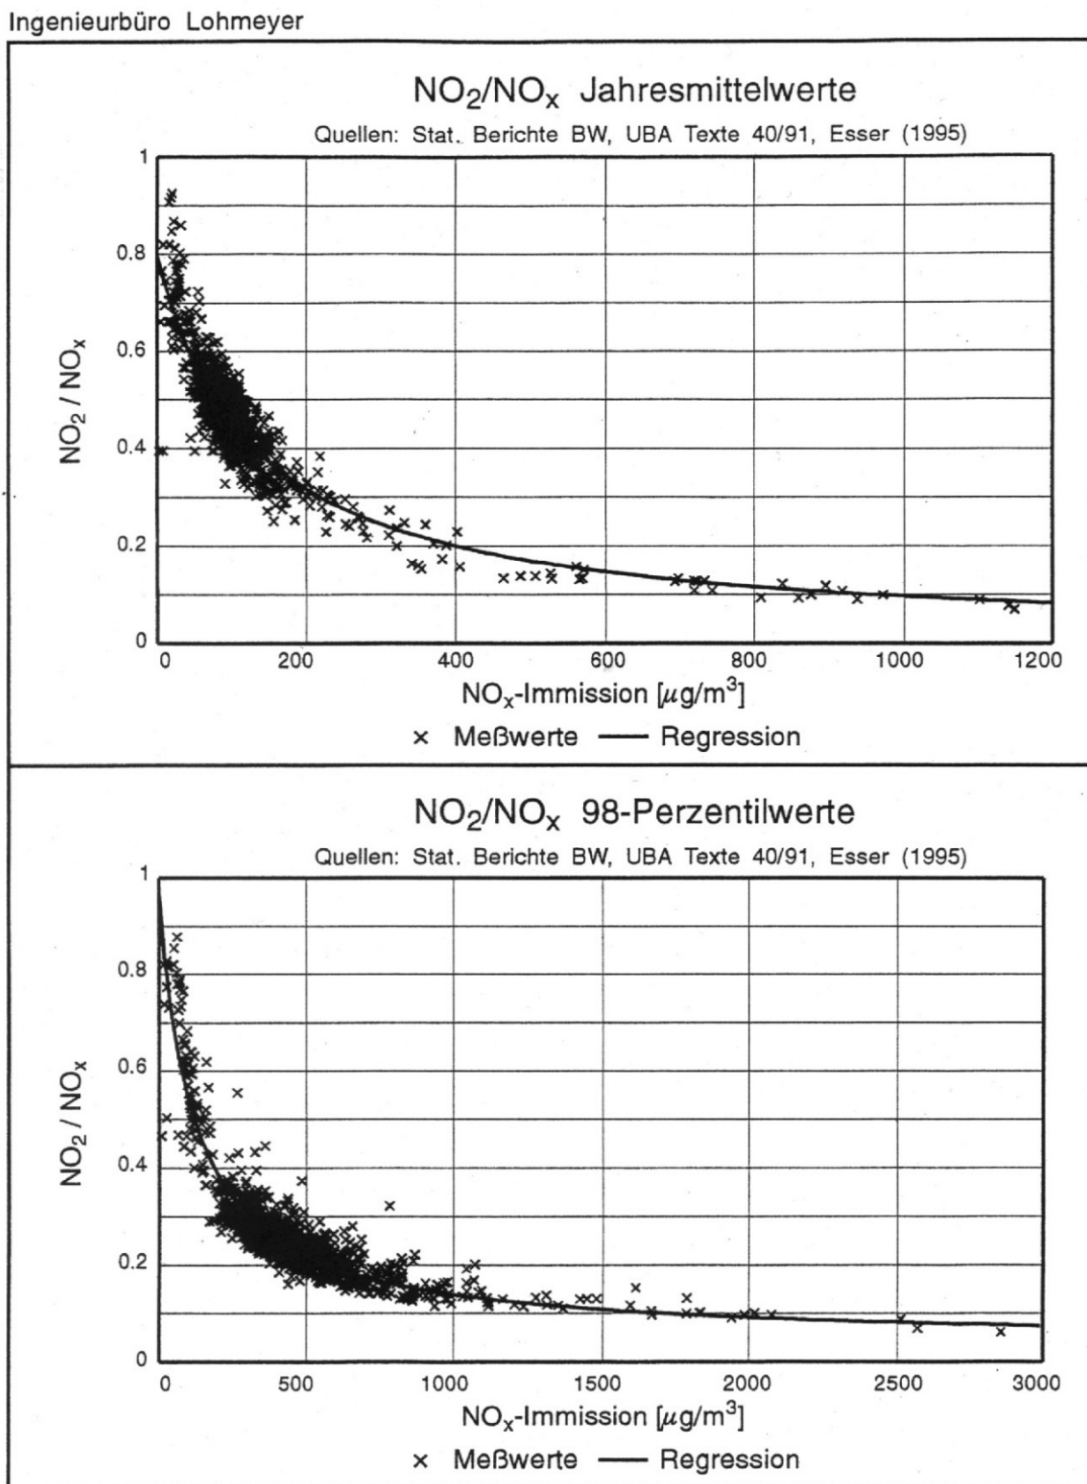 Ingenieurbüro Lohmeyer
NO₂/NOₓ Jahresmittelwerte
Quellen: Stat. Berichte BW, UBA Texte 40/91, Esser (1995)
1
0.8
0.6
0.4
0.2
0
NO₂ / NOₓ
0 200 400 600 800 1000 1200
NOₓ-Immission [μg/m³]
× Meßwerte — Regression
NO₂/NOₓ 98-Perzentilwerte
Quellen: Stat. Berichte BW, UBA Texte 40/91, Esser (1995)
1
0.8
0.6
0.4
0.2
0
NO₂ / NOₓ
0 500 1000 1500 2000 2500 3000
NOₓ-Immission [μg/m³]
× Meßwerte — Regression